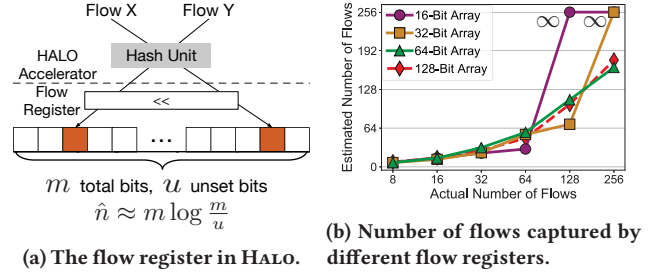 Flow X
Flow Y
Hash Unit
HALO
Accelerator
Flow
Register
<<
...
m total bits, u unset bits
n̂ ≈ m log m/u
(a) The flow register in HALO.
Estimated Number of Flows
256
192
128
64
0
16-Bit Array
32-Bit Array
64-Bit Array
128-Bit Array
∞ ∞
8 16 32 64 128 256
Actual Number of Flows
(b) Number of flows captured by
different flow registers.